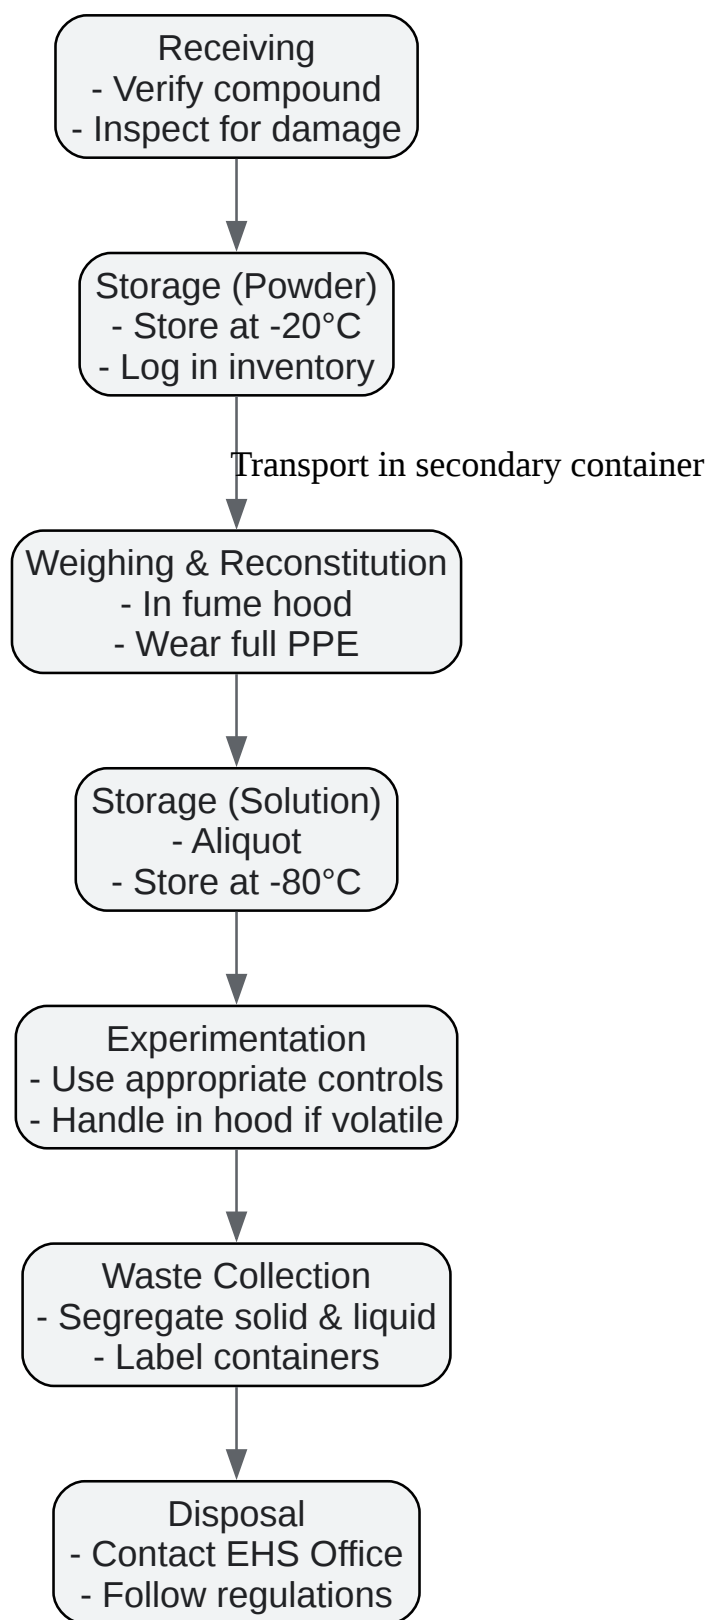 Receiving
- Verify compound
- Inspect for damage
Storage (Powder)
- Store at -20°C
- Log in inventory
Transport in secondary container
Weighing & Reconstitution
- In fume hood
- Wear full PPE
Storage (Solution)
- Aliquot
- Store at -80°C
Experimentation
- Use appropriate controls
- Handle in hood if volatile
Waste Collection
- Segregate solid & liquid
- Label containers
Disposal
- Contact EHS Office
- Follow regulations